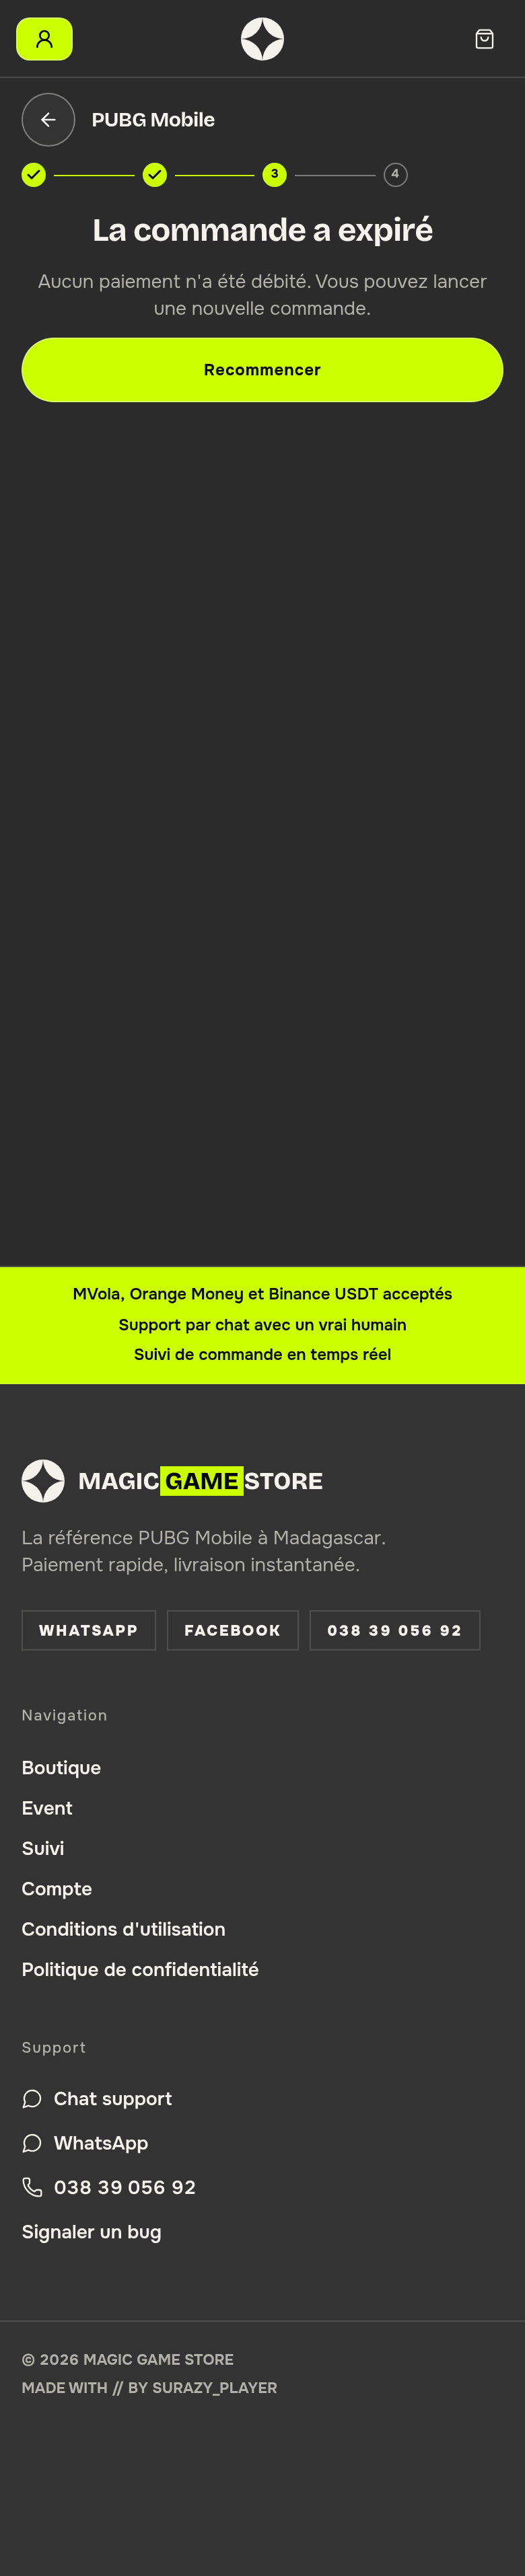 PUBG Mobile
3
4
La commande a expiré
Aucun paiement n'a été débité. Vous pouvez lancer
une nouvelle commande.
Recommencer
MVola, Orange Money et Binance USDT acceptés
Support par chat avec un vrai humain
Suivi de commande en temps réel
MAGIC GAME STORE
La référence PUBG Mobile à Madagascar.
Paiement rapide, livraison instantanée.
WHATSAPP
FACEBOOK
038 39 056 92
Navigation
Boutique
Event
Suivi
Compte
Conditions d'utilisation
Politique de confidentialité
Support
Chat support
WhatsApp
038 39 056 92
Signaler un bug
© 2026 MAGIC GAME STORE
MADE WITH // BY SURAZY_PLAYER